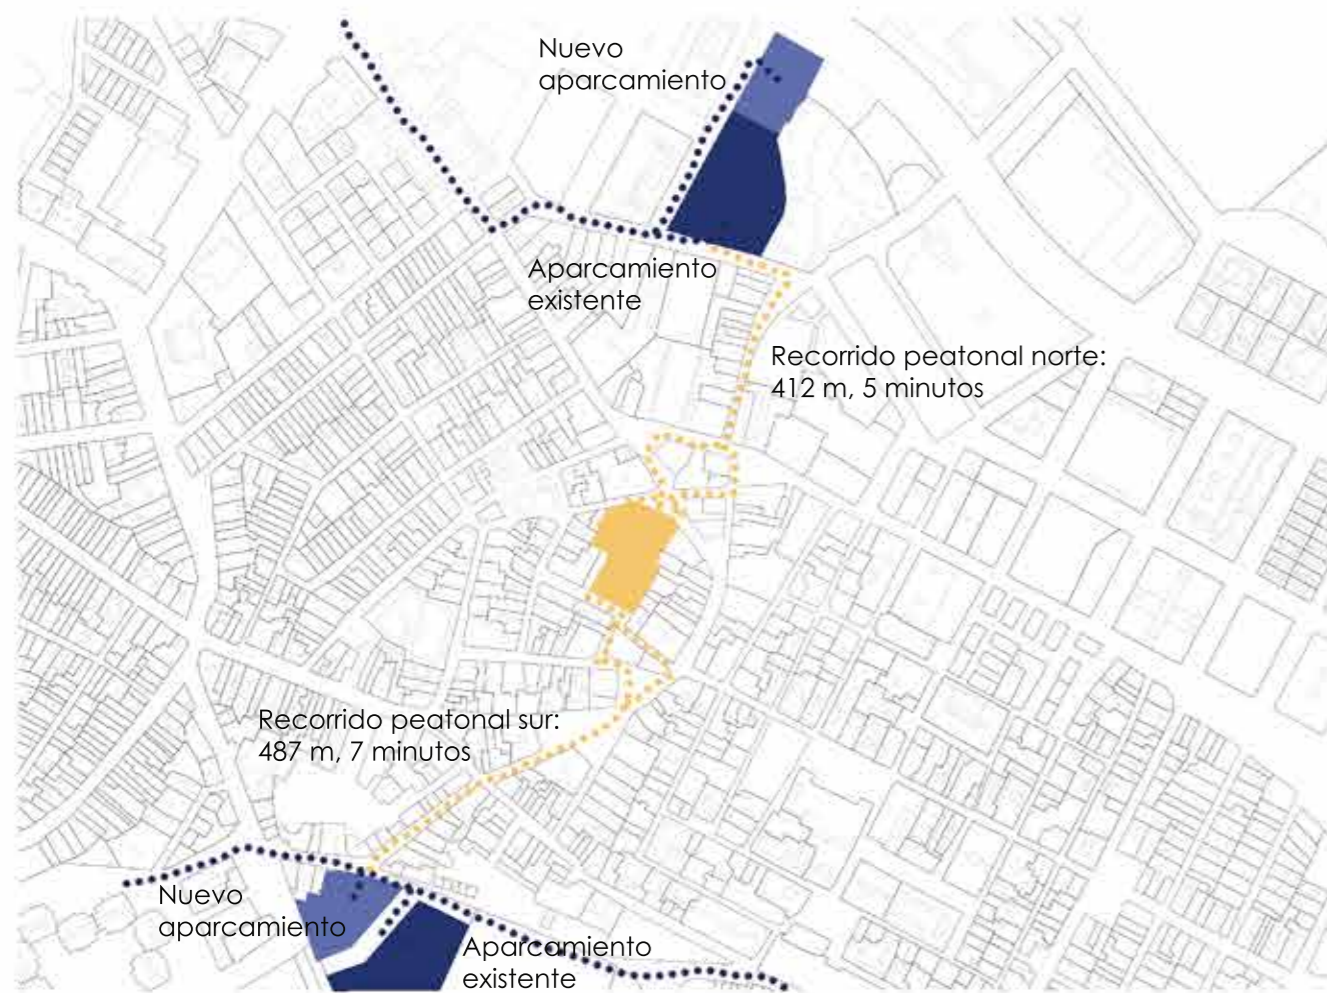 Nuevo
aparcamiento
Aparcamiento
existente
Recorrido peatonal norte:
412 m, 5 minutos
Recorrido peatonal sur:
487 m, 7 minutos
Nuevo
aparcamiento
Aparcamiento
existente